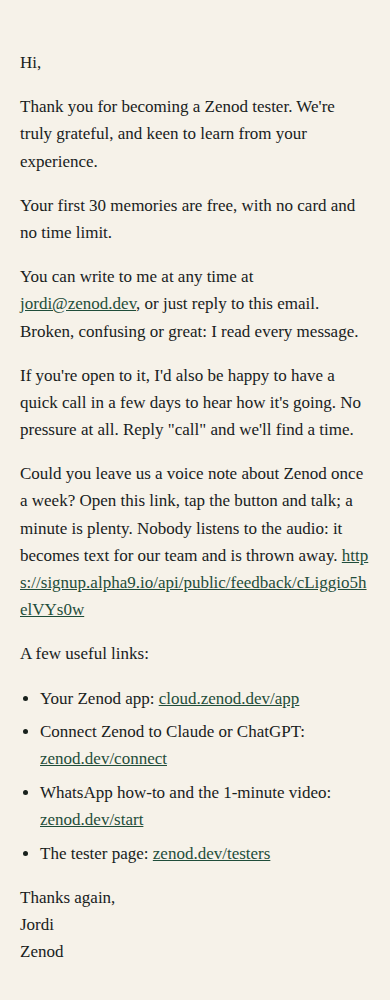 Hi,
Thank you for becoming a Zenod tester. We're
truly grateful, and keen to learn from your
experience.
Your first 30 memories are free, with no card and
no time limit.
You can write to me at any time at
jordi@zenod.dev, or just reply to this email.
Broken, confusing or great: I read every message.
If you're open to it, I'd also be happy to have a
quick call in a few days to hear how it's going. No
pressure at all. Reply "call" and we'll find a time.
Could you leave us a voice note about Zenod once
a week? Open this link, tap the button and talk; a
minute is plenty. Nobody listens to the audio: it
becomes text for our team and is thrown away. http
s://signup.alpha9.io/api/public/feedback/cLiggio5h
elVYs0w
A few useful links:
• Your Zenod app: cloud.zenod.dev/app
• Connect Zenod to Claude or ChatGPT:
zenod.dev/connect
• WhatsApp how-to and the 1-minute video:
zenod.dev/start
• The tester page: zenod.dev/testers
Thanks again,
Jordi
Zenod